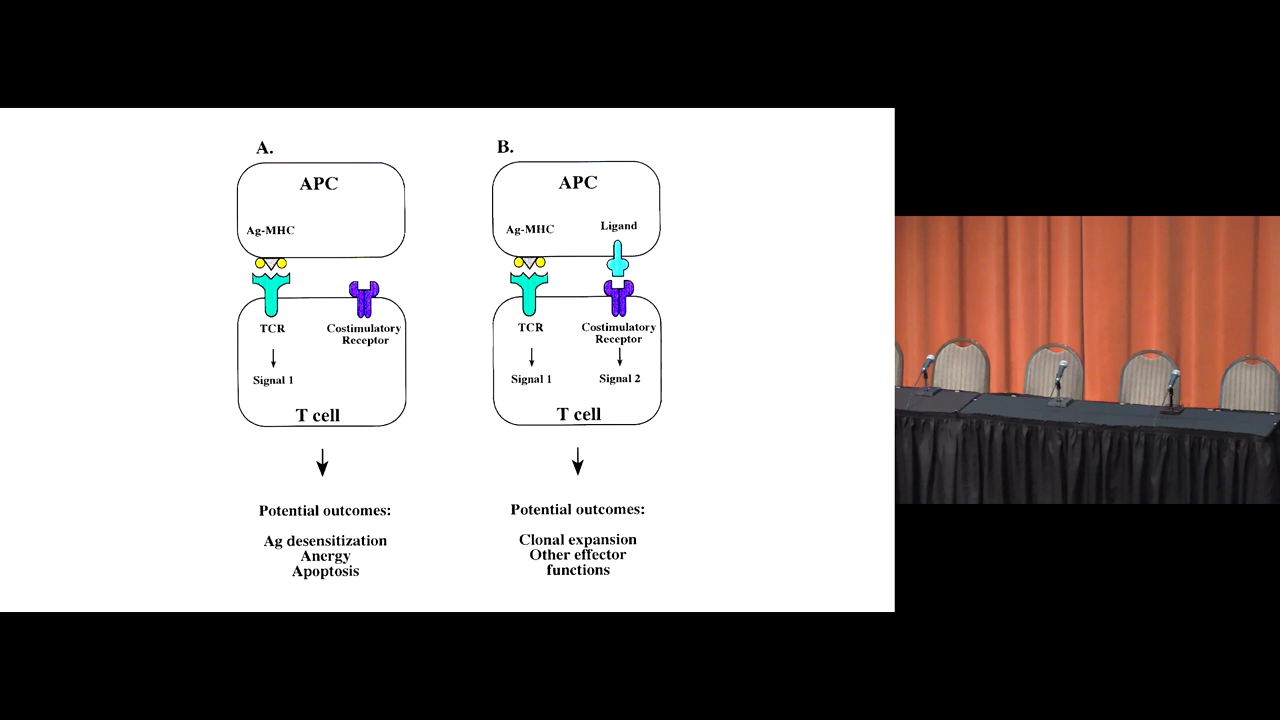 A.
APC
Ag-MHC
TCR
Costimulatory
Receptor
Signal 1
T cell
Potential outcomes:
Ag desensitization
Anergy
Apoptosis
B.
APC
Ag-MHC
Ligand
TCR
Costimulatory
Receptor
Signal 1
Signal 2
T cell
Potential outcomes:
Clonal expansion
Other effector
functions